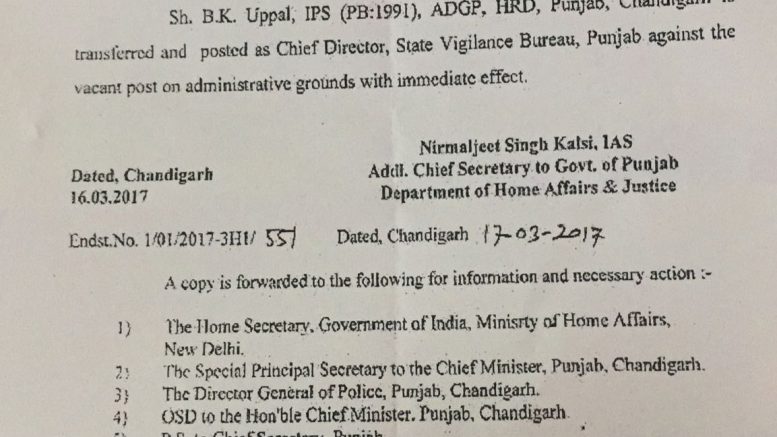 Sh. B.K. Uppal, IPS (PB:1991), ADGP, HRD, Punjab, Chandigarh is
transferred and posted as Chief Director, State Vigilance Bureau, Punjab against the
vacant post on administrative grounds with immediate effect.
Nirmaljeet Singh Kalsi, IAS
Dated, Chandigarh Addl. Chief Secretary to Govt. of Punjab
16.03.2017 Department of Home Affairs & Justice
Endst.No. 1/01/2017-3H1/ 551 Dated, Chandigarh 17-03-2017
A copy is forwarded to the following for information and necessary action :-
1) The Home Secretary, Government of India, Minisrty of Home Affairs,
New Delhi.
2) The Special Principal Secretary to the Chief Minister, Punjab, Chandigarh.
3) The Director General of Police, Punjab, Chandigarh.
4) OSD to the Hon'ble Chief Minister, Punjab, Chandigarh
to Chief Secretary, Punjab